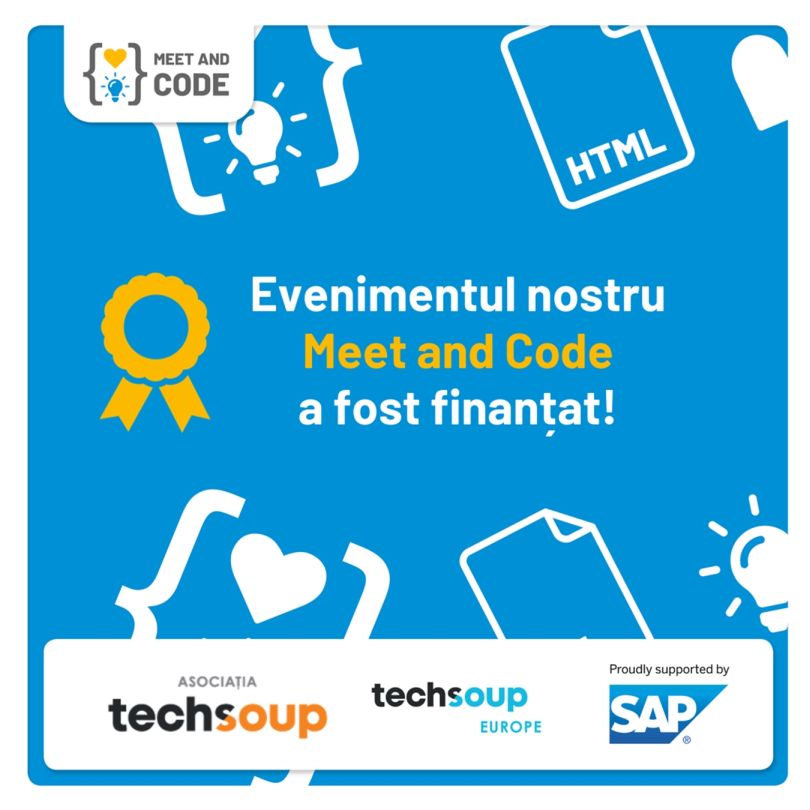 MEET AND
CODE
HTML
Evenimentul nostru
Meet and Code
a fost finanțat!
ASOCIAȚIA
techsoup
techsoup
EUROPE
Proudly supported by
SAP®